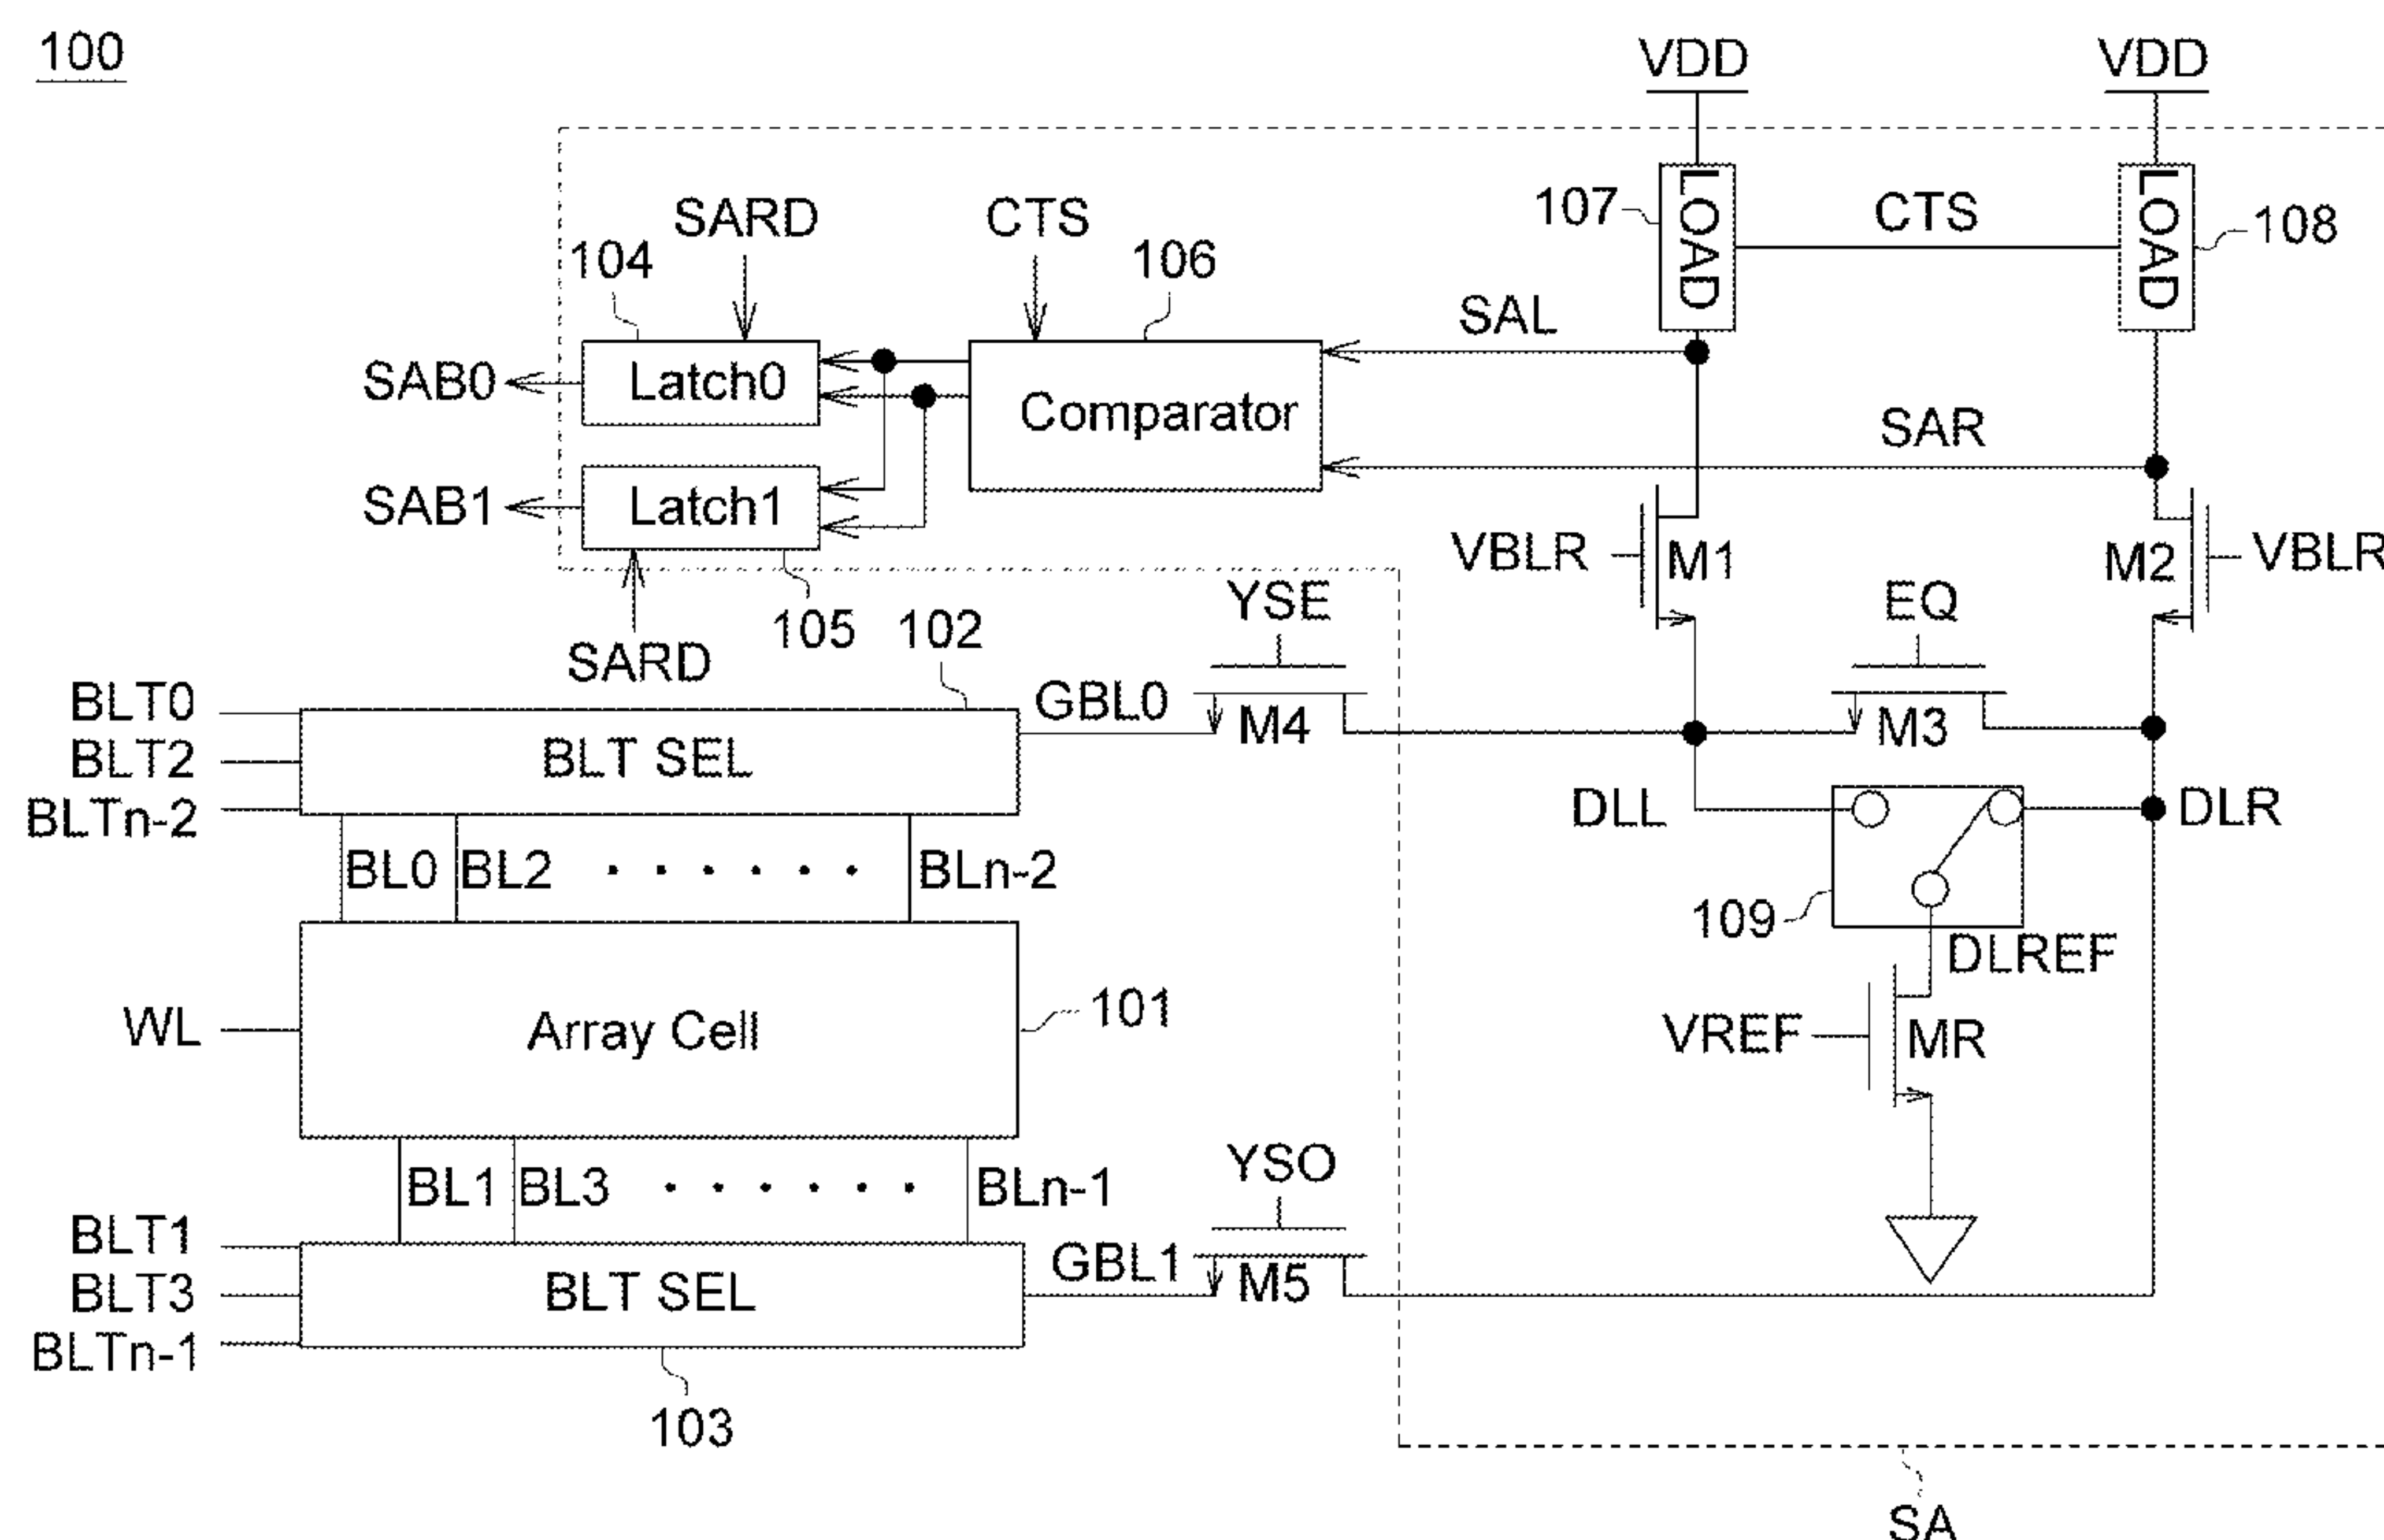 100
VDD
VDD
107
LOAD
CTS
LOAD
108
SARD
CTS
104
106
SAL
SAB0
Latch0
Comparator
SAR
SAB1
Latch1
VBLR
M1
M2
VBLR
105
102
YSE
EQ
SARD
BLT0
GBL0
M4
M3
BLT2
BLT SEL
BLTn-2
DLL
DLR
BL0
BL2
. . . . . .
BLn-2
109
DLREF
WL
Array Cell
101
VREF
MR
BL1
BL3
. . . . . .
BLn-1
YSO
BLT1
GBL1
M5
BLT3
BLT SEL
BLTn-1
103
SA